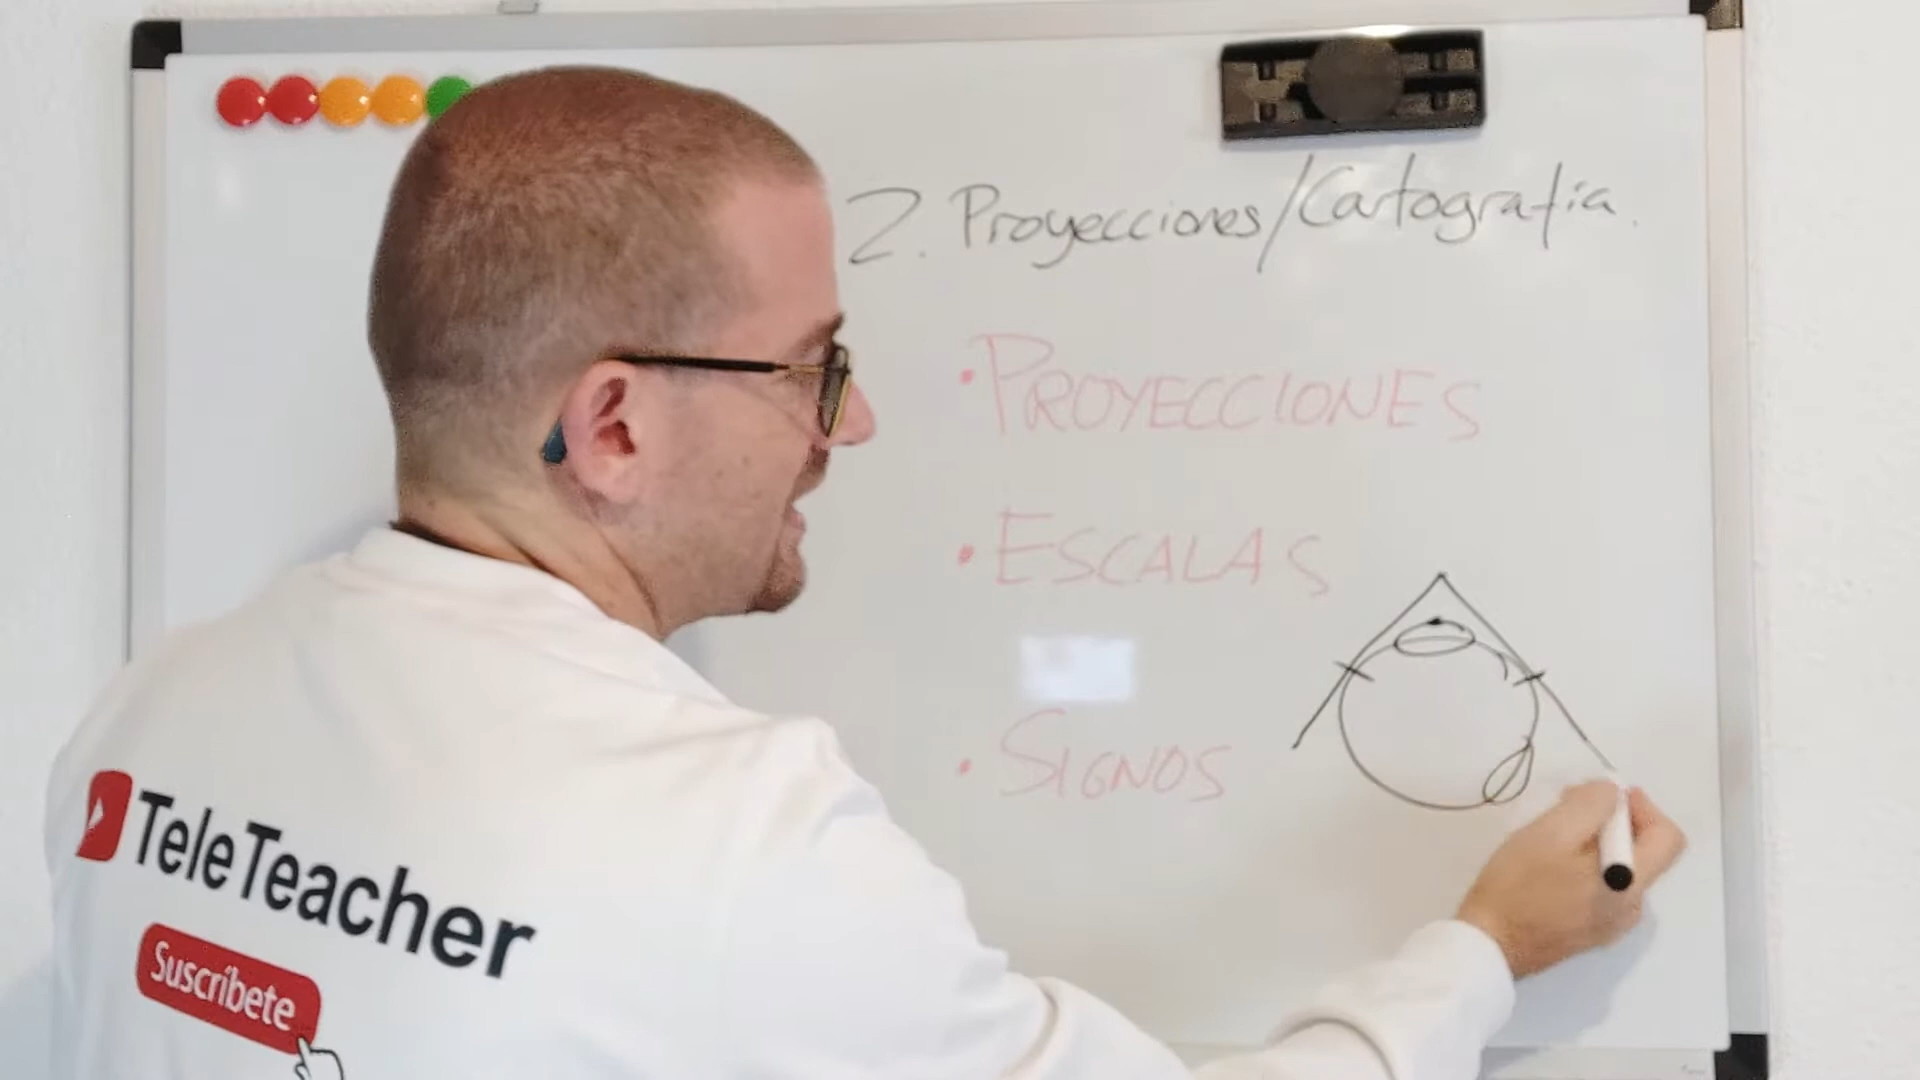 2. Proyecciones/Cartografía.
• PROYECCIONES
• ESCALAS
• SIGNOS
TeleTeacher
Suscríbete